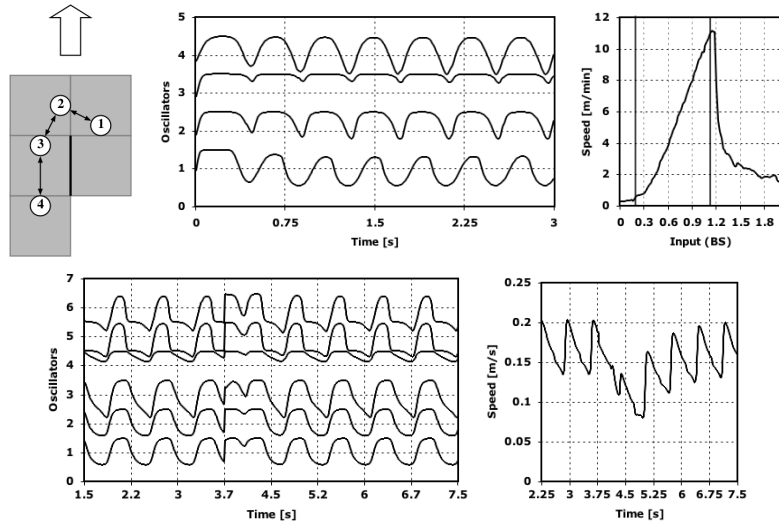 2
1
3
4
5
4
3
2
1
0
Oscillators
0 0.75 1.5 2.25 3
Time [s]
12
10
8
6
4
2
0
Speed [m/min]
0 0.3 0.6 0.9 1.2 1.5 1.8
Input (BS)
7
6
5
4
3
2
1
0
Oscillators
1.5 2.2 3 3.7 4.5 5.2 6 6.7 7.5
Time [s]
0.25
0.2
0.15
0.1
0.05
0
Speed [m/s]
2.25 3 3.75 4.5 5.25 6 6.75 7.5
Time [s]